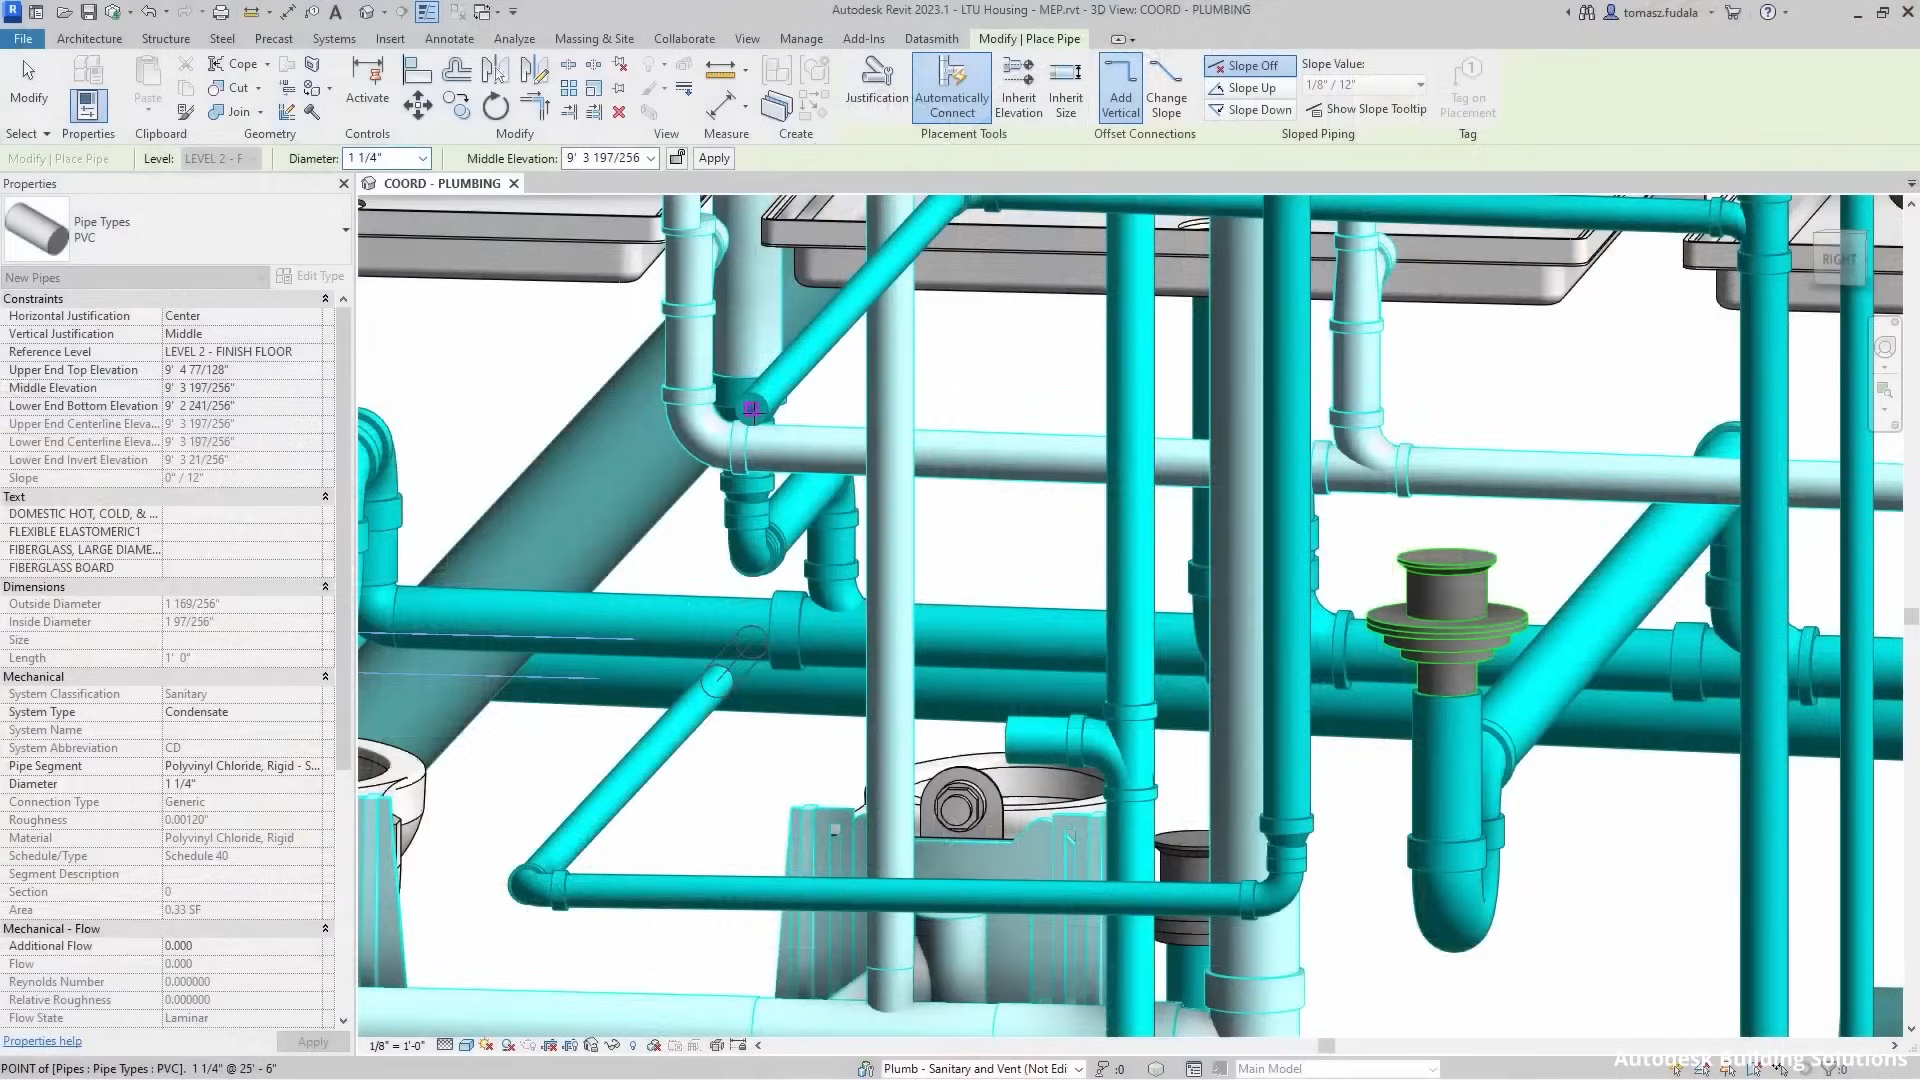 Autodesk Revit 2023.1 - LTU Housing - MEP.rvt - 3D View: COORD - PLUMBING
tomasz.fudala
File Architecture Structure Steel Precast Systems Insert Annotate Analyze Massing & Site Collaborate View Manage Add-Ins Datasmith Modify | Place Pipe
Modify
Paste
Cope
Cut
Join
Activate
Justification
Automatically Connect
Inherit Elevation
Inherit Size
Add Vertical
Change Slope
Slope Off
Slope Up
Slope Down
Slope Value:
1/8" / 12"
Show Slope Tooltip
Tag on Placement
Select Properties Clipboard Geometry Controls Modify View Measure Create Placement Tools Offset Connections Sloped Piping Tag
Modify | Place Pipe Level: LEVEL 2 - F Diameter: 1 1/4" Middle Elevation: 9' 3 197/256 Apply
Properties
COORD - PLUMBING
Pipe Types
PVC
New Pipes Edit Type
Constraints
Horizontal Justification Center
Vertical Justification Middle
Reference Level LEVEL 2 - FINISH FLOOR
Upper End Top Elevation 9' 4 77/128"
Middle Elevation 9' 3 197/256"
Lower End Bottom Elevation 9' 2 241/256"
Upper End Centerline Eleva... 9' 3 197/256"
Lower End Centerline Eleva... 9' 3 197/256"
Lower End Invert Elevation 9' 3 21/256"
Slope 0" / 12"
Text
DOMESTIC HOT, COLD, & ...
FLEXIBLE ELASTOMERIC1
FIBERGLASS, LARGE DIAME...
FIBERGLASS BOARD
Dimensions
Outside Diameter 1 169/256"
Inside Diameter 1 97/256"
Size
Length 1' 0"
Mechanical
System Classification Sanitary
System Type Condensate
System Name
System Abbreviation CD
Pipe Segment Polyvinyl Chloride, Rigid - S...
Diameter 1 1/4"
Connection Type Generic
Roughness 0.00120"
Material Polyvinyl Chloride, Rigid
Schedule/Type Schedule 40
Segment Description
Section 0
Area 0.33 SF
Mechanical - Flow
Additional Flow 0.000
Flow 0.000
Reynolds Number 0.000000
Relative Roughness 0.000000
Flow State Laminar
Properties help Apply
RIGHT
1/8" = 1'-0"
POINT of [Pipes : Pipe Types : PVC]. 1 1/4" @ 25' - 6"
Plumb - Sanitary and Vent (Not Edi
:0
Main Model
:0
Autodesk Building Solutions